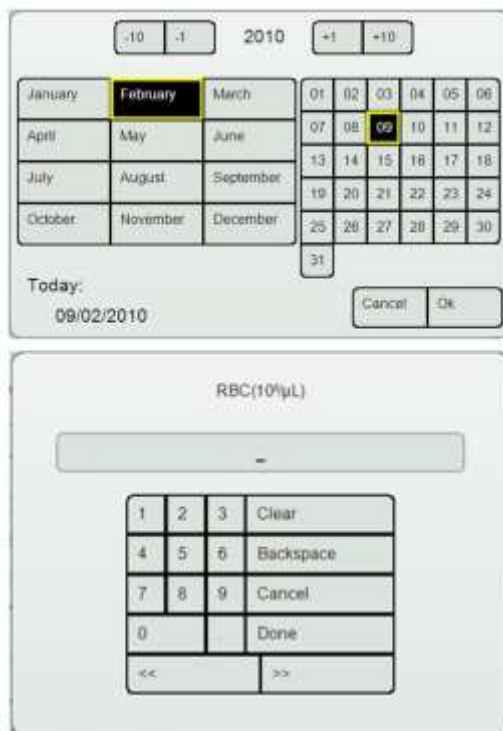 -10 -1 2010 +1 +10
January February March 01 02 03 04 05 06
April May June 07 08 09 10 11 12
July August September 13 14 15 16 17 18
October November December 19 20 21 22 23 24
25 26 27 28 29 30
31
Today:
09/02/2010
Cancel Ok
RBC(10⁶/µL)
_
1 2 3 Clear
4 5 6 Backspace
7 8 9 Cancel
0 . Done
<< >>